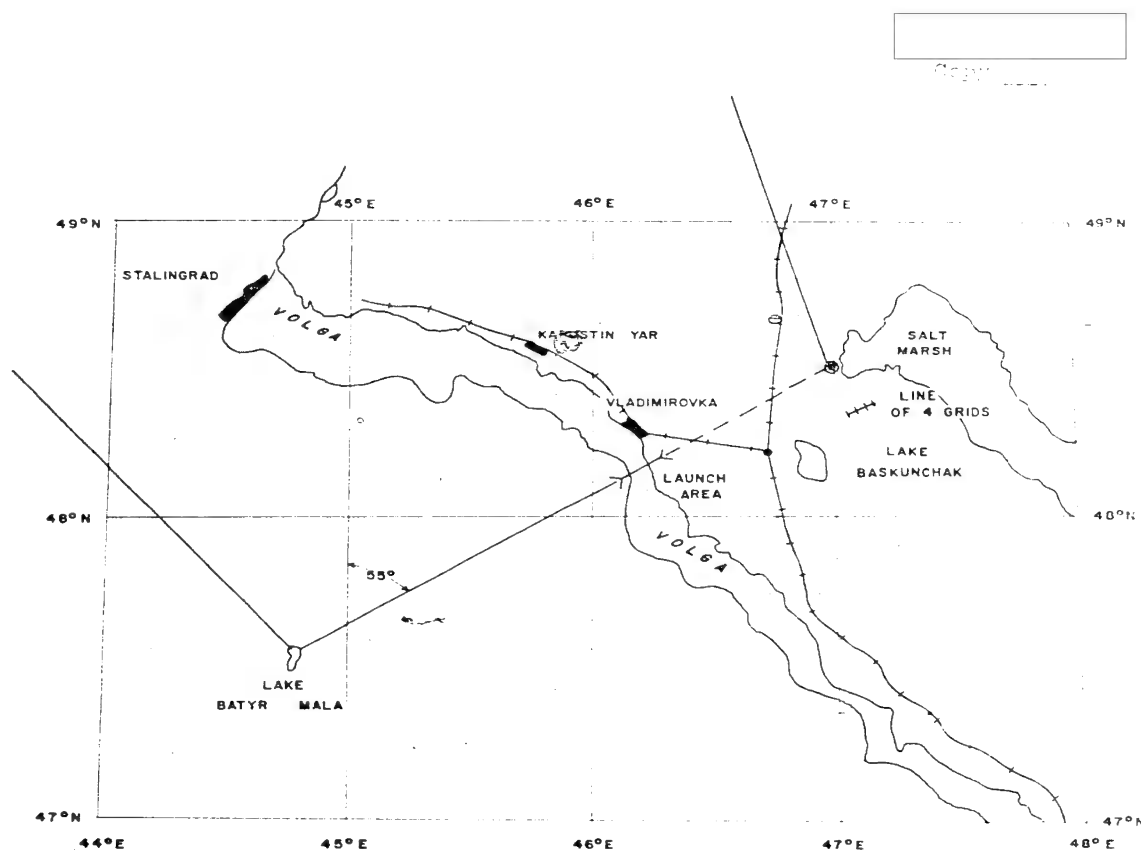 45°E
46°E
47°E
49°N
49°N
STALINGRAD
VOLGA
KAPUSTIN YAR
SALT
MARSH
VLADIMIROVKA
LINE
OF 4 GRIDS
LAKE
BASKUNCHAK
LAUNCH
AREA
48°N
48°N
VOLGA
55°
LAKE
BATYR MALA
47°N
47°N
44°E
45°E
46°E
47°E
48°E